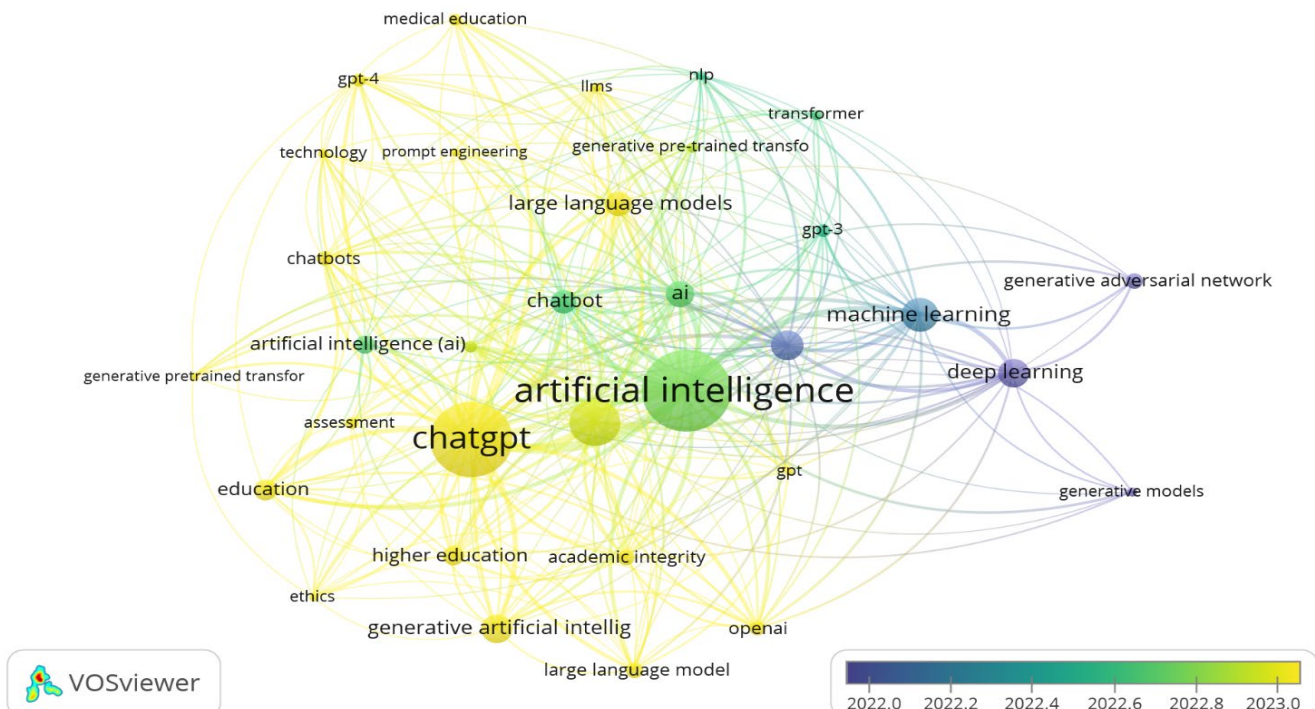 medical education
gpt-4
llms
nlp
transformer
technology
prompt engineering
generative pre-trained transfo
large language models
gpt-3
chatbots
generative adversarial network
chatbot
ai
machine learning
artificial intelligence (ai)
generative pretrained transfor
deep learning
artificial intelligence
assessment
chatgpt
gpt
education
generative models
higher education
academic integrity
ethics
generative artificial intellig
openai
large language model
VOSviewer
2022.0 2022.2 2022.4 2022.6 2022.8 2023.0